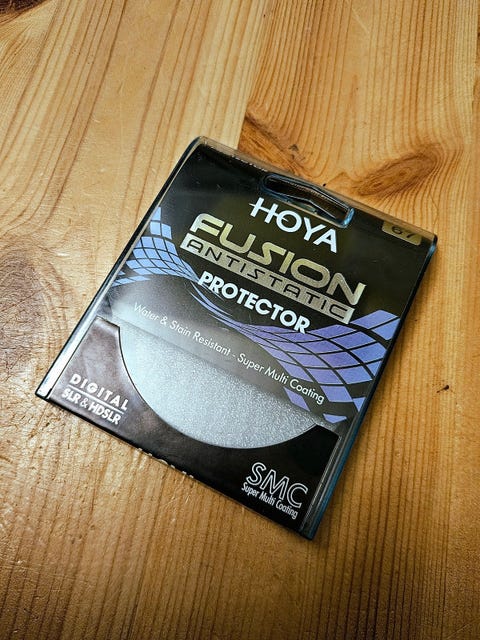 67
HOYA
FUSION
ANTISTATIC
PROTECTOR
Water & Stain Resistant - Super Multi Coating
DIGITAL
SLR & HDSLR
SMC
Super Multi Coating